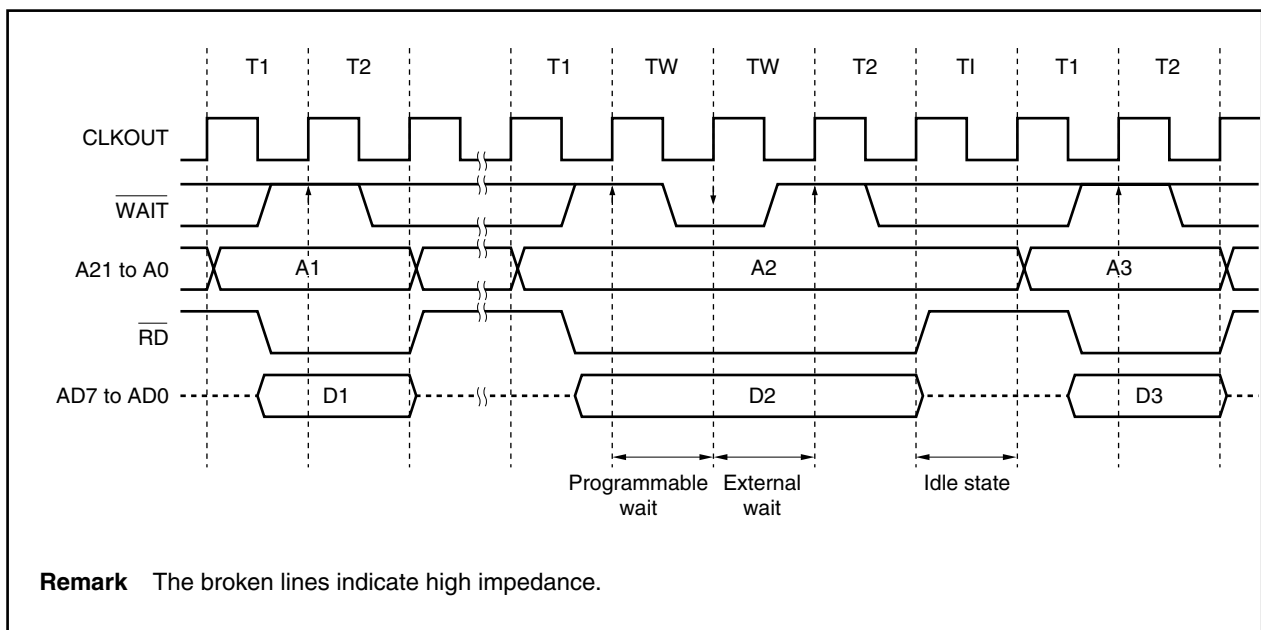 T1 T2 T1 TW TW T2 TI T1 T2
CLKOUT
WAIT
A21 to A0 A1 A2 A3
RD
AD7 to AD0 D1 D2 D3
Programmable wait
External wait
Idle state
Remark The broken lines indicate high impedance.